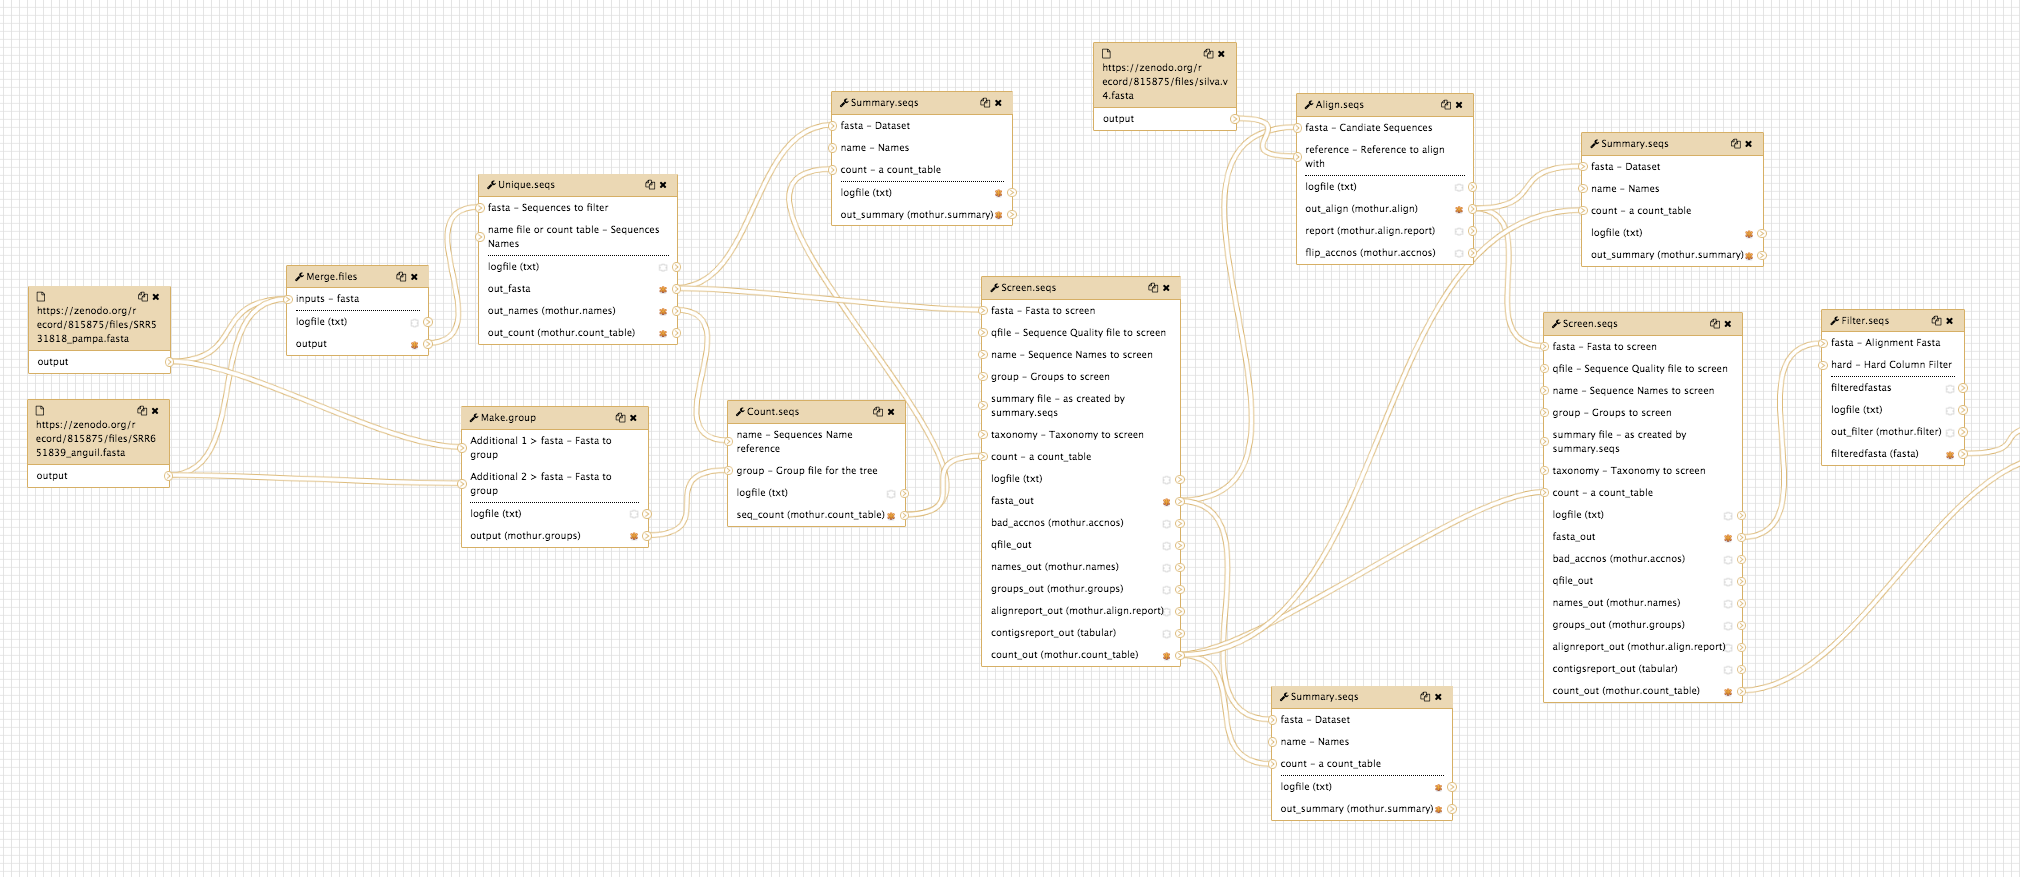 https://zenodo.org/r
ecord/815875/files/SRR5
31818_pampa.fasta
output
https://zenodo.org/r
ecord/815875/files/SRR6
51839_anguil.fasta
output
Merge.files
inputs - fasta
logfile (txt)
output
Unique.seqs
fasta - Sequences to filter
name file or count table - Sequences
Names
logfile (txt)
out_fasta
out_names (mothur.names)
out_count (mothur.count_table)
Make.group
Additional 1 > fasta - Fasta to
group
Additional 2 > fasta - Fasta to
group
logfile (txt)
output (mothur.groups)
Count.seqs
name - Sequences Name
reference
group - Group file for the tree
logfile (txt)
seq_count (mothur.count_table)
Summary.seqs
fasta - Dataset
name - Names
count - a count_table
logfile (txt)
out_summary (mothur.summary)
Screen.seqs
fasta - Fasta to screen
qfile - Sequence Quality file to screen
name - Sequence Names to screen
group - Groups to screen
summary file - as created by
summary.seqs
taxonomy - Taxonomy to screen
count - a count_table
logfile (txt)
fasta_out
bad_accnos (mothur.accnos)
qfile_out
names_out (mothur.names)
groups_out (mothur.groups)
alignreport_out (mothur.align.report)
contigsreport_out (tabular)
count_out (mothur.count_table)
https://zenodo.org/r
ecord/815875/files/silva.v
4.fasta
output
Align.seqs
fasta - Candiate Sequences
reference - Reference to align
with
logfile (txt)
out_align (mothur.align)
report (mothur.align.report)
flip_accnos (mothur.accnos)
Summary.seqs
fasta - Dataset
name - Names
count - a count_table
logfile (txt)
out_summary (mothur.summary)
Summary.seqs
fasta - Dataset
name - Names
count - a count_table
logfile (txt)
out_summary (mothur.summary)
Screen.seqs
fasta - Fasta to screen
qfile - Sequence Quality file to screen
name - Sequence Names to screen
group - Groups to screen
summary file - as created by
summary.seqs
taxonomy - Taxonomy to screen
count - a count_table
logfile (txt)
fasta_out
bad_accnos (mothur.accnos)
qfile_out
names_out (mothur.names)
groups_out (mothur.groups)
alignreport_out (mothur.align.report)
contigsreport_out (tabular)
count_out (mothur.count_table)
Filter.seqs
fasta - Alignment Fasta
hard - Hard Column Filter
filteredfastas
logfile (txt)
out_filter (mothur.filter)
filteredfasta (fasta)